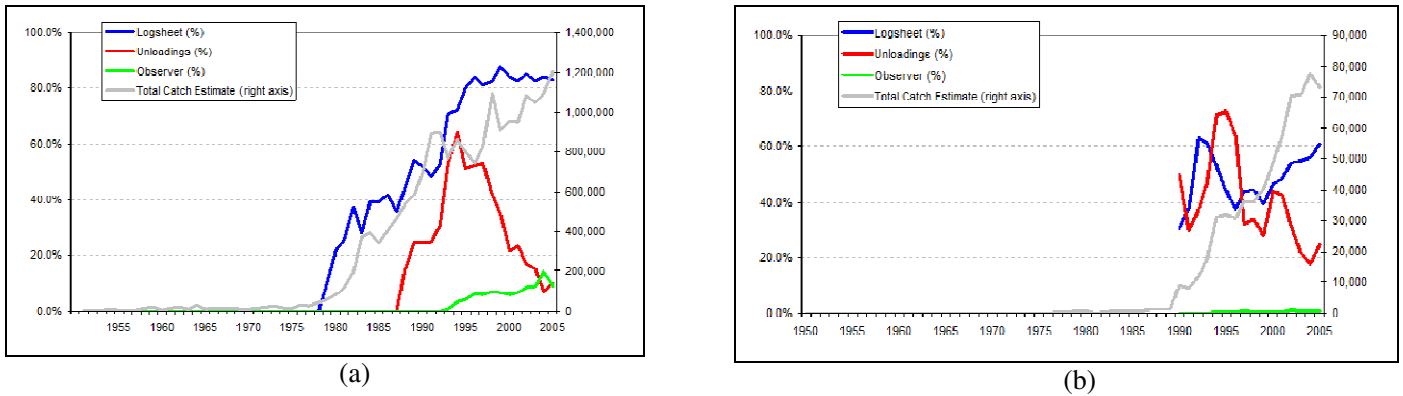 Logsheet (%)
Unloadings (%)
Observer (%)
Total Catch Estimate (right axis)
100.0%
80.0%
60.0%
40.0%
20.0%
0.0%
1,400,000
1,200,000
1,000,000
800,000
600,000
400,000
200,000
0
1955 1960 1965 1970 1975 1980 1985 1990 1995 2000 2005
(a)
Logsheet (%)
Unloadings (%)
Observer (%)
Total Catch Estimate (right axis)
100.0%
80.0%
60.0%
40.0%
20.0%
0.0%
90,000
80,000
70,000
60,000
50,000
40,000
30,000
20,000
10,000
0
1950 1955 1960 1965 1970 1975 1980 1985 1990 1995 2000 2005
(b)